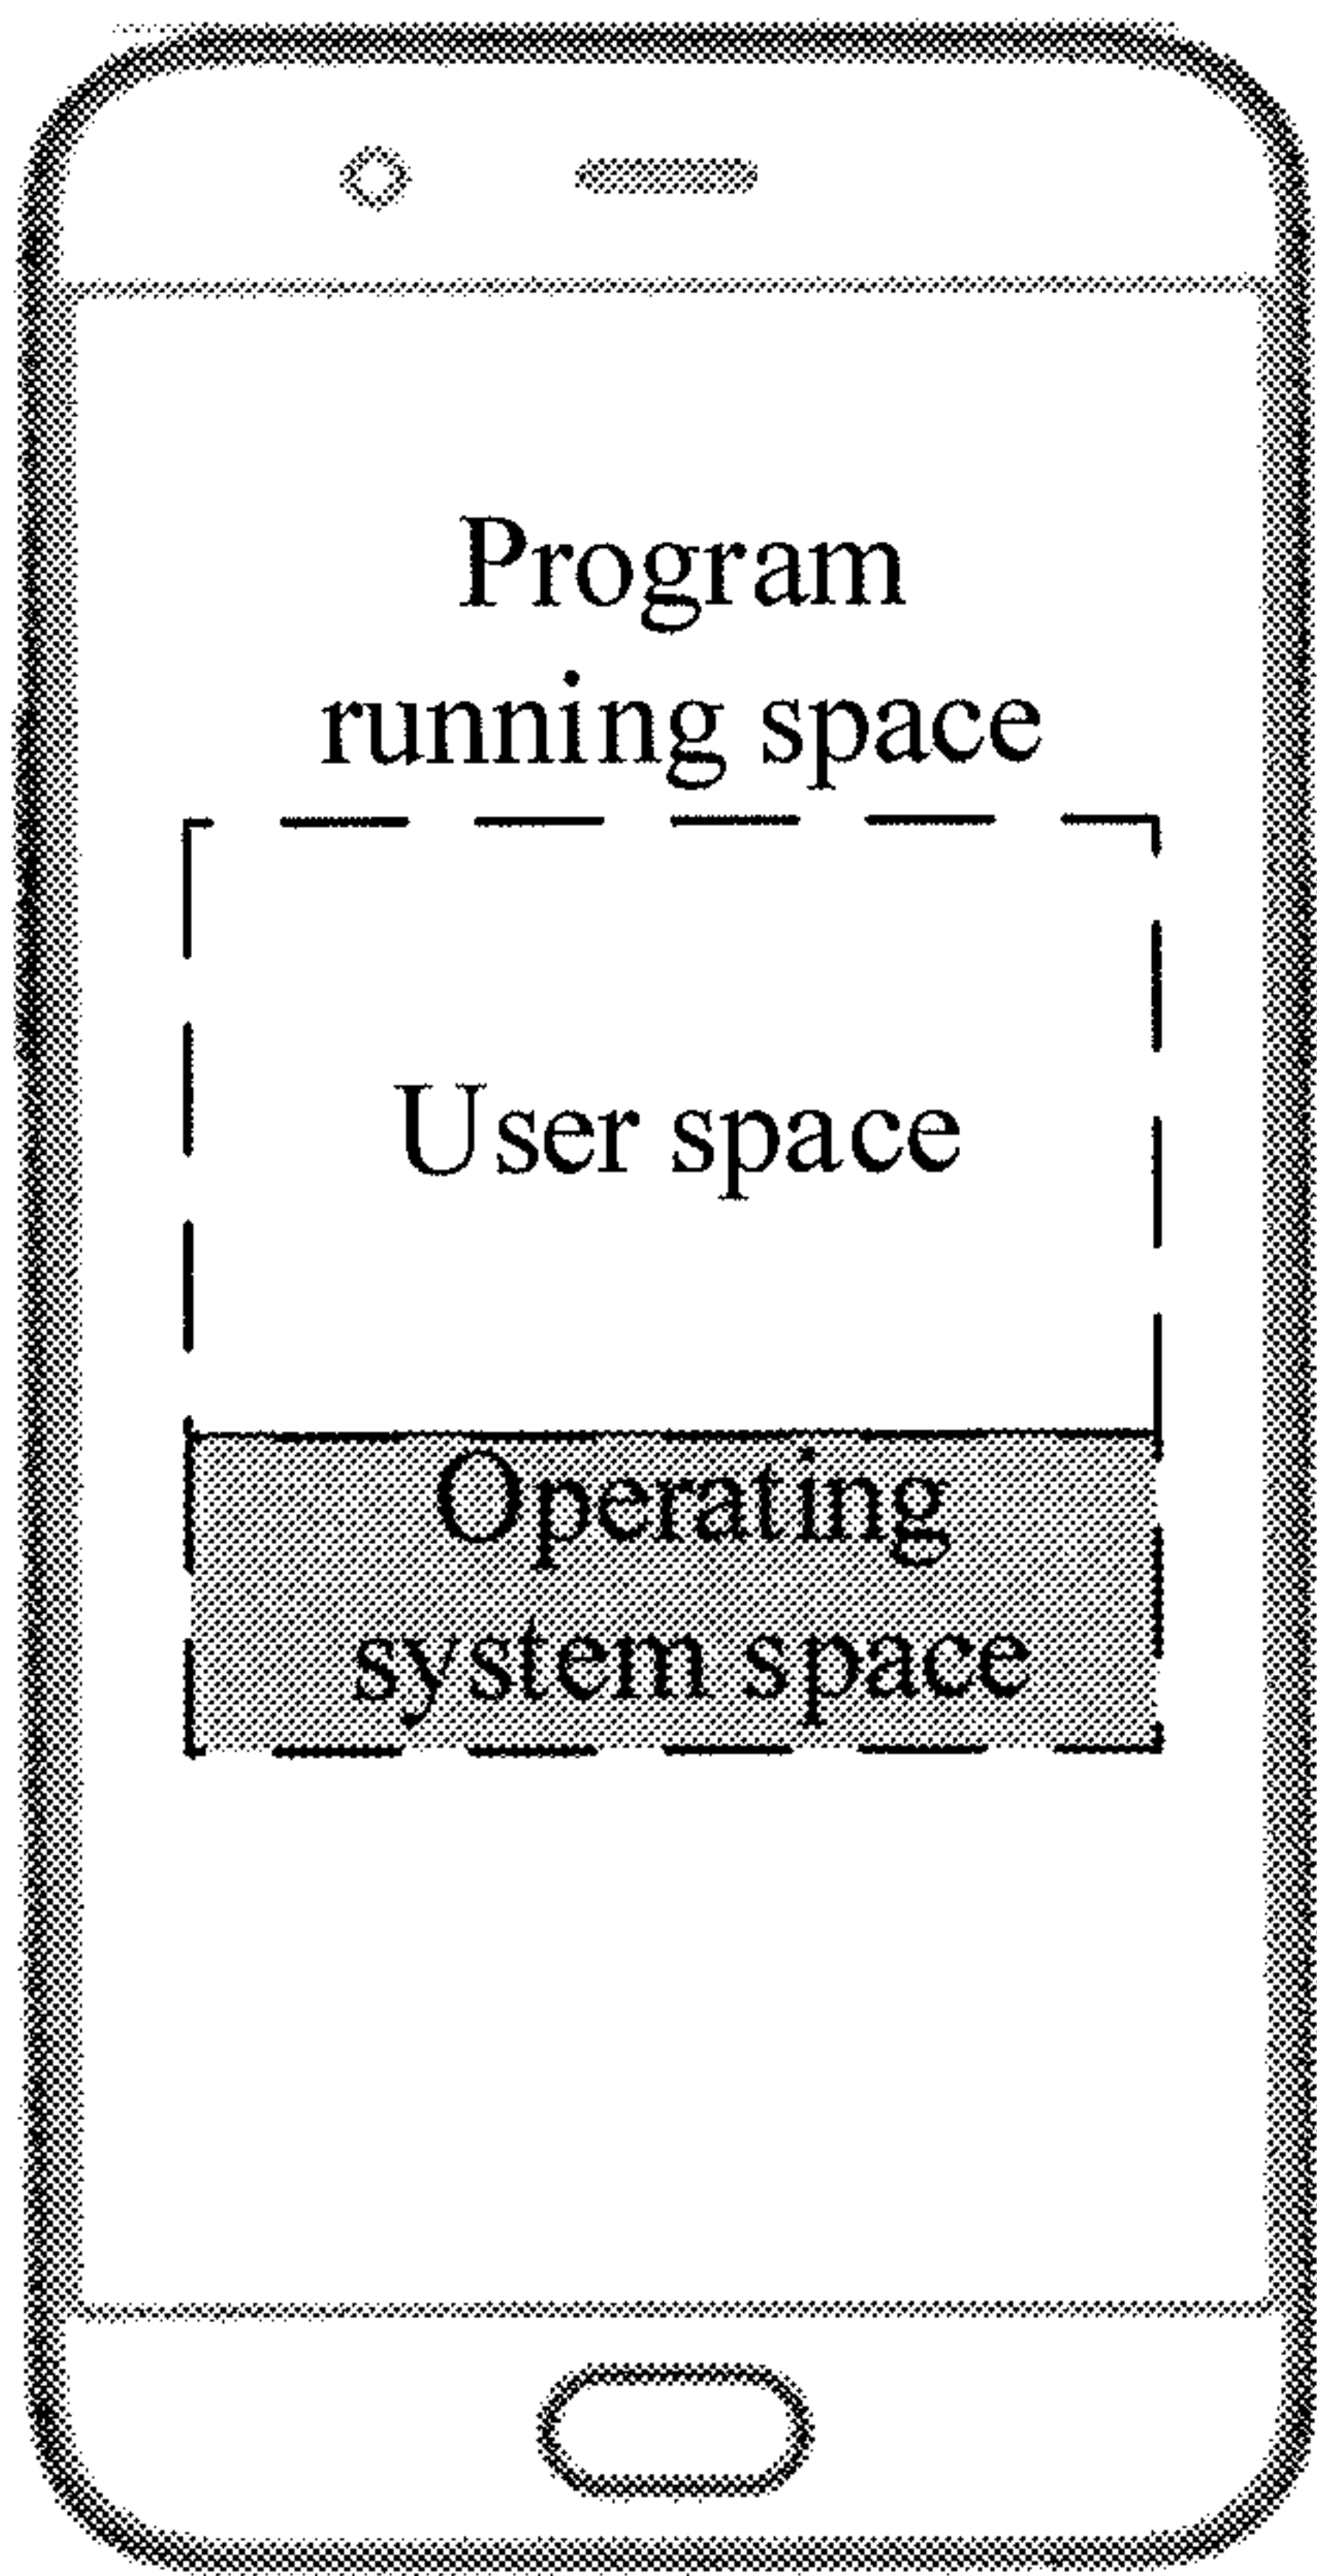 Program
running space
User space
Operating
system space